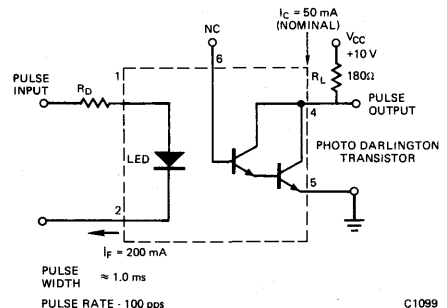 I_C = 50 mA
(NOMINAL)
NC
V_CC
+10 V
6
1
R_L
180Ω
PULSE
INPUT
R_D
4
PULSE
OUTPUT
LED
PHOTO DARLINGTON
TRANSISTOR
5
2
I_F = 200 mA
PULSE
WIDTH ≈ 1.0 ms
PULSE RATE - 100 pps
C1099